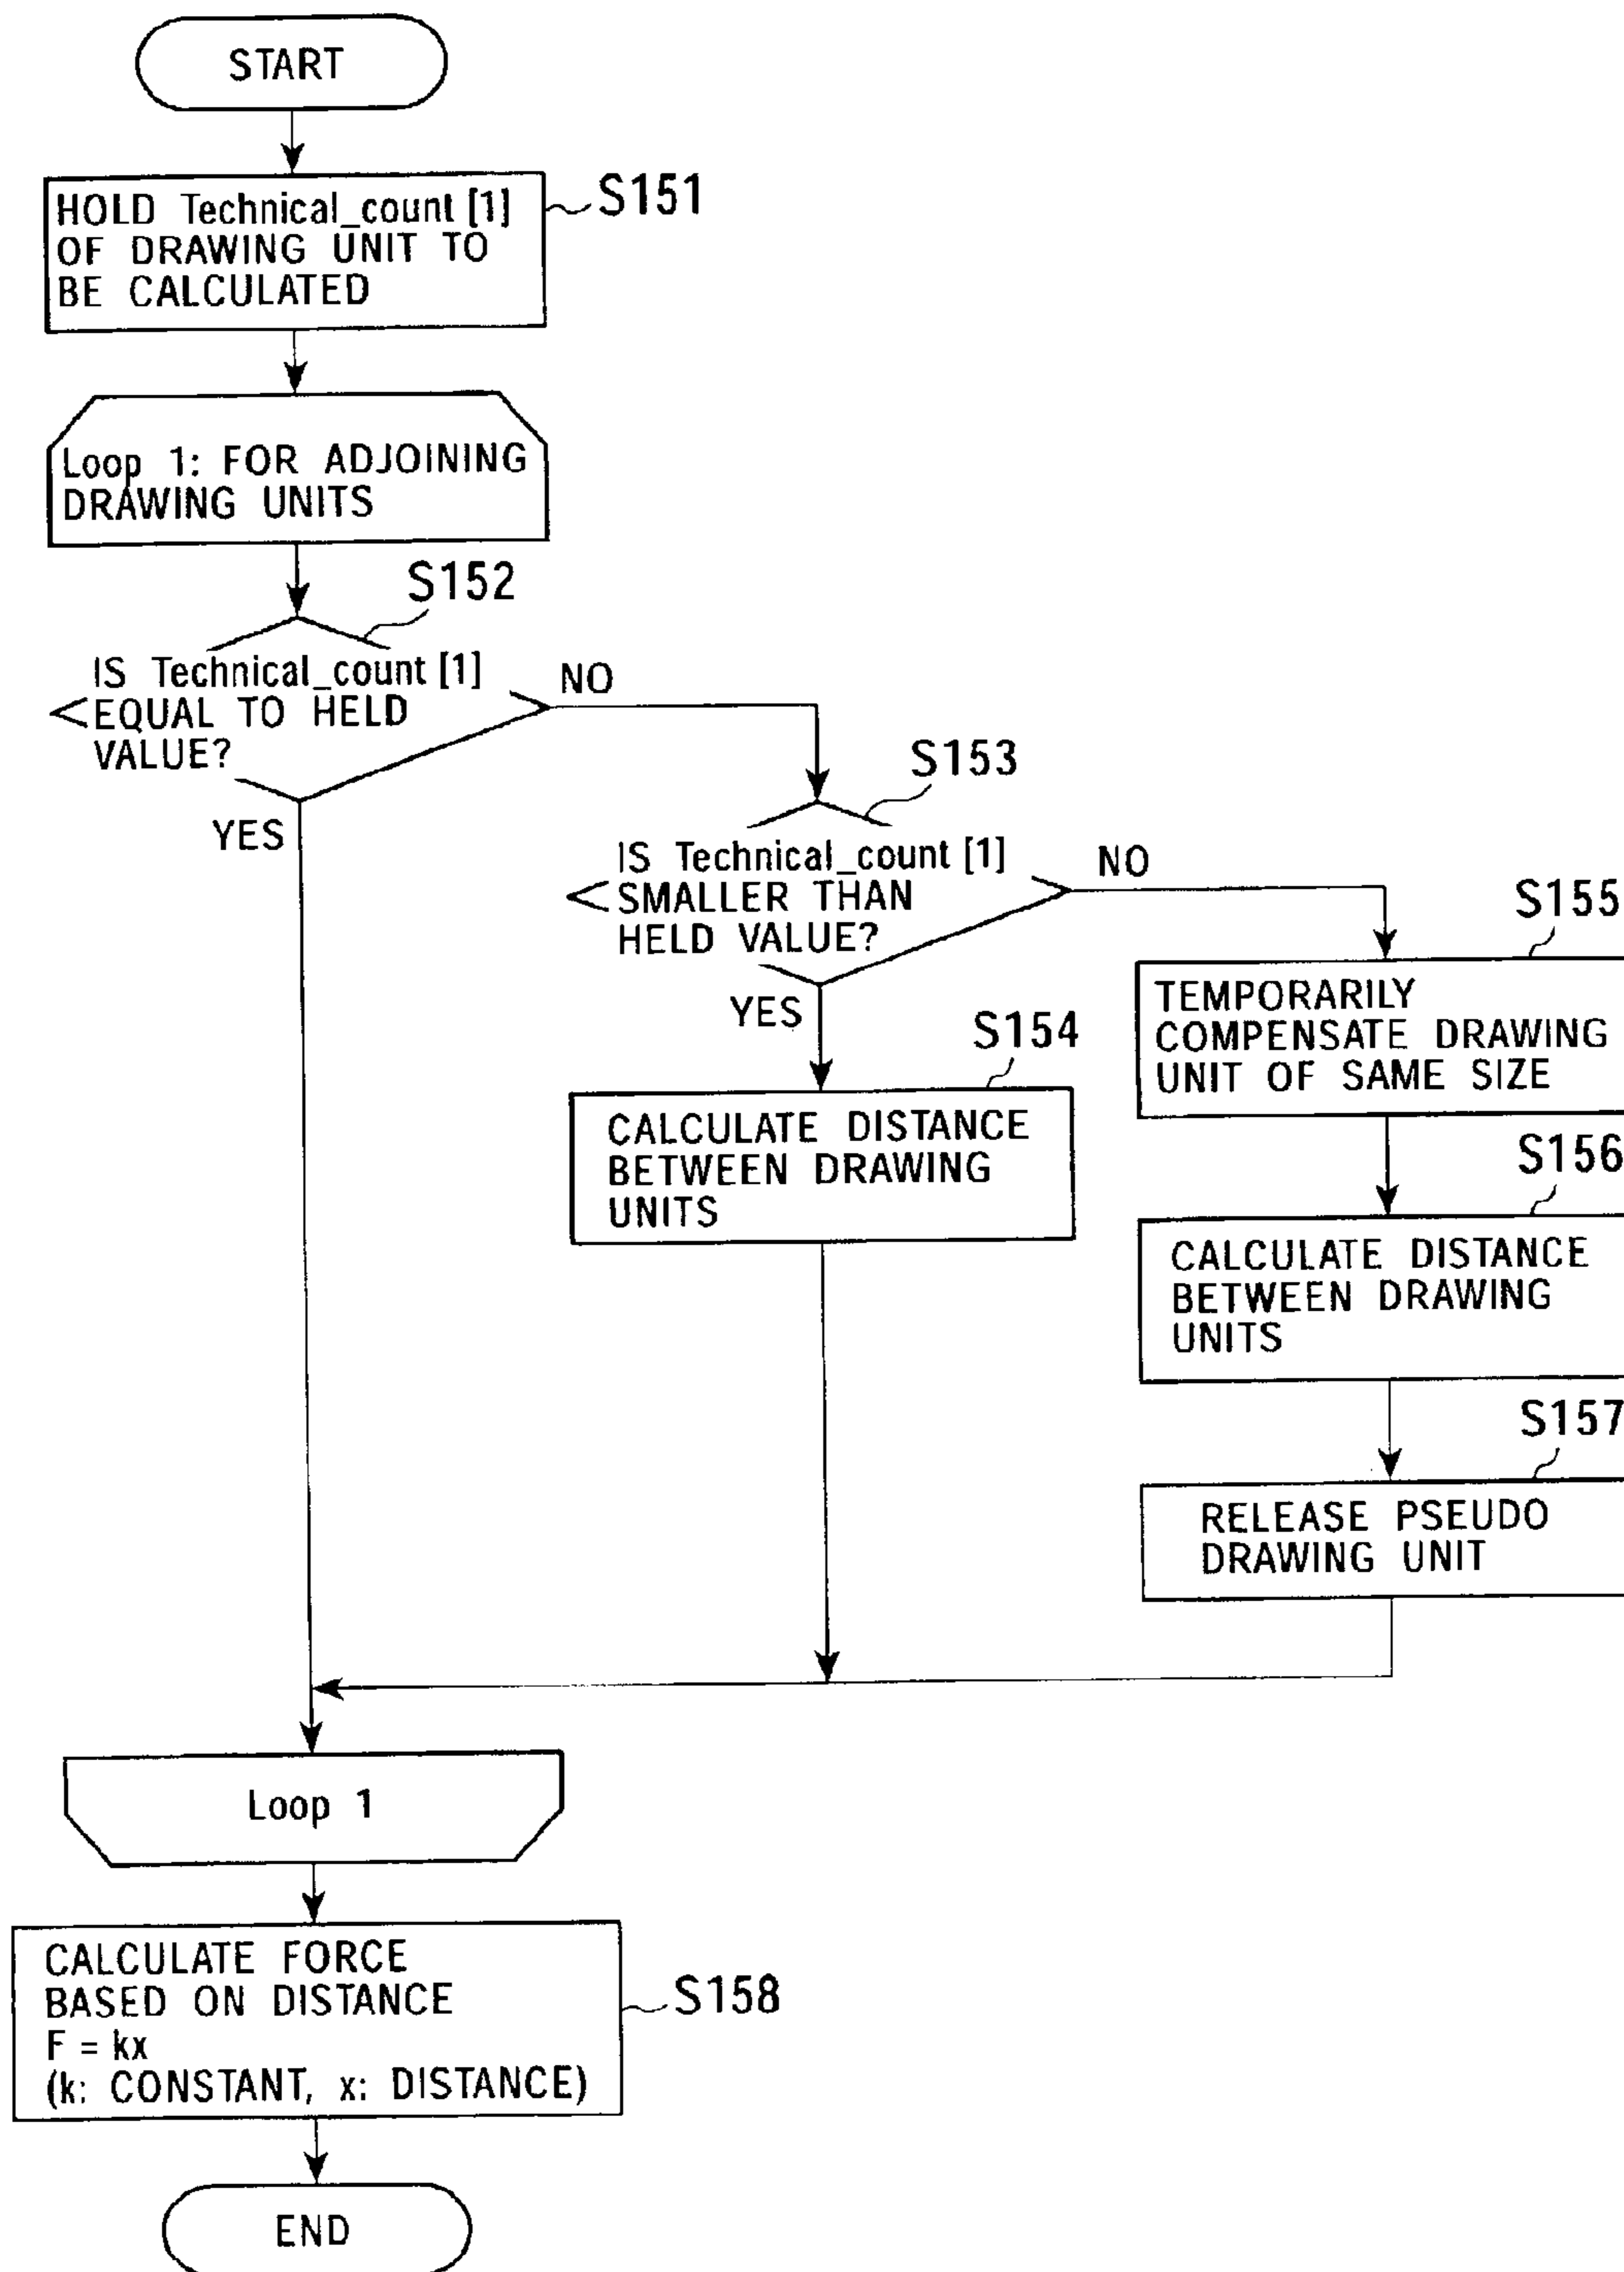 START
HOLD Technical_count [1]
OF DRAWING UNIT TO
BE CALCULATED
S151
Loop 1: FOR ADJOINING
DRAWING UNITS
S152
IS Technical_count [1]
EQUAL TO HELD
VALUE?
NO
YES
S153
IS Technical_count [1]
SMALLER THAN
HELD VALUE?
NO
YES
S154
CALCULATE DISTANCE
BETWEEN DRAWING
UNITS
S155
TEMPORARILY
COMPENSATE DRAWING
UNIT OF SAME SIZE
S156
CALCULATE DISTANCE
BETWEEN DRAWING
UNITS
S157
RELEASE PSEUDO
DRAWING UNIT
Loop 1
CALCULATE FORCE
BASED ON DISTANCE
F = kx
(k: CONSTANT, x: DISTANCE)
S158
END